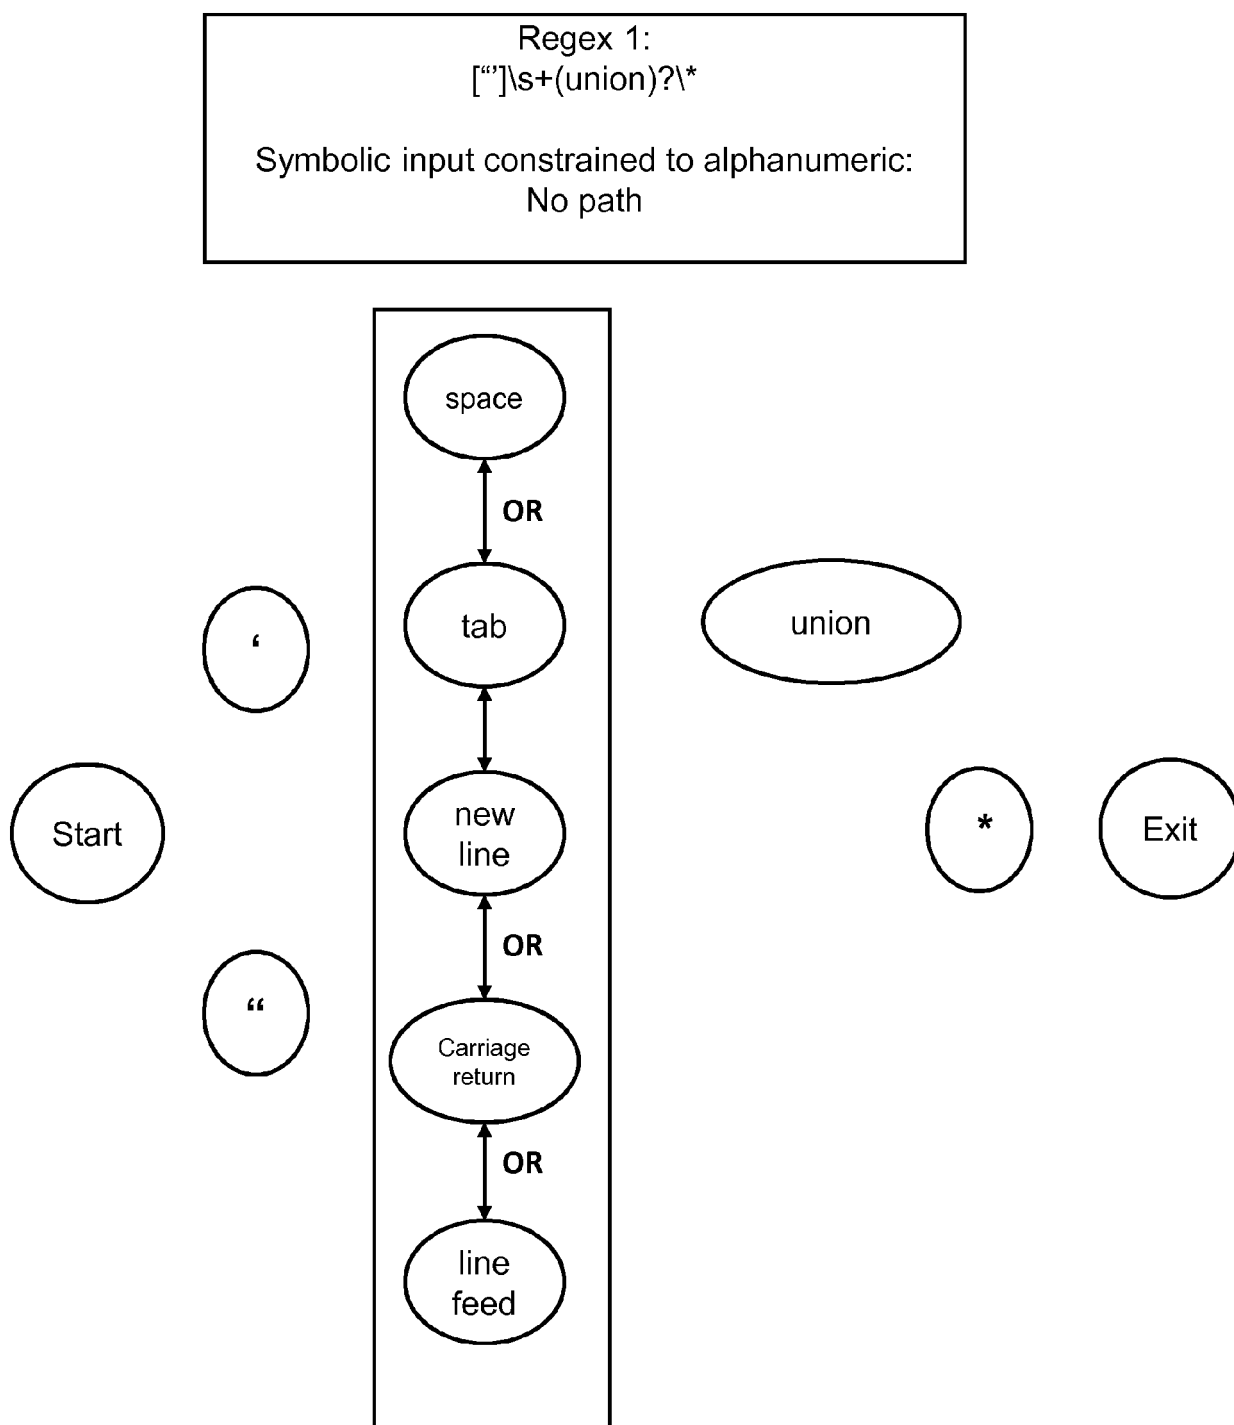 Regex 1:
[“’]\s+(union)?\*
Symbolic input constrained to alphanumeric:
No path
space
OR
tab
union
‘
new
line
Start
*
Exit
OR
“
Carriage
return
OR
line
feed